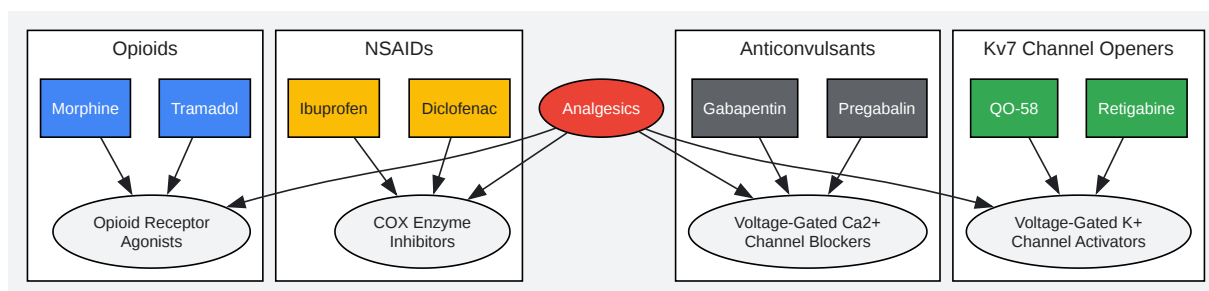 Opioids
NSAIDs
Anticonvulsants
Kv7 Channel Openers
Morphine
Tramadol
Ibuprofen
Diclofenac
Analgesics
Gabapentin
Pregabalin
QO-58
Retigabine
Opioid Receptor
Agonists
COX Enzyme
Inhibitors
Voltage-Gated Ca2+
Channel Blockers
Voltage-Gated K+
Channel Activators